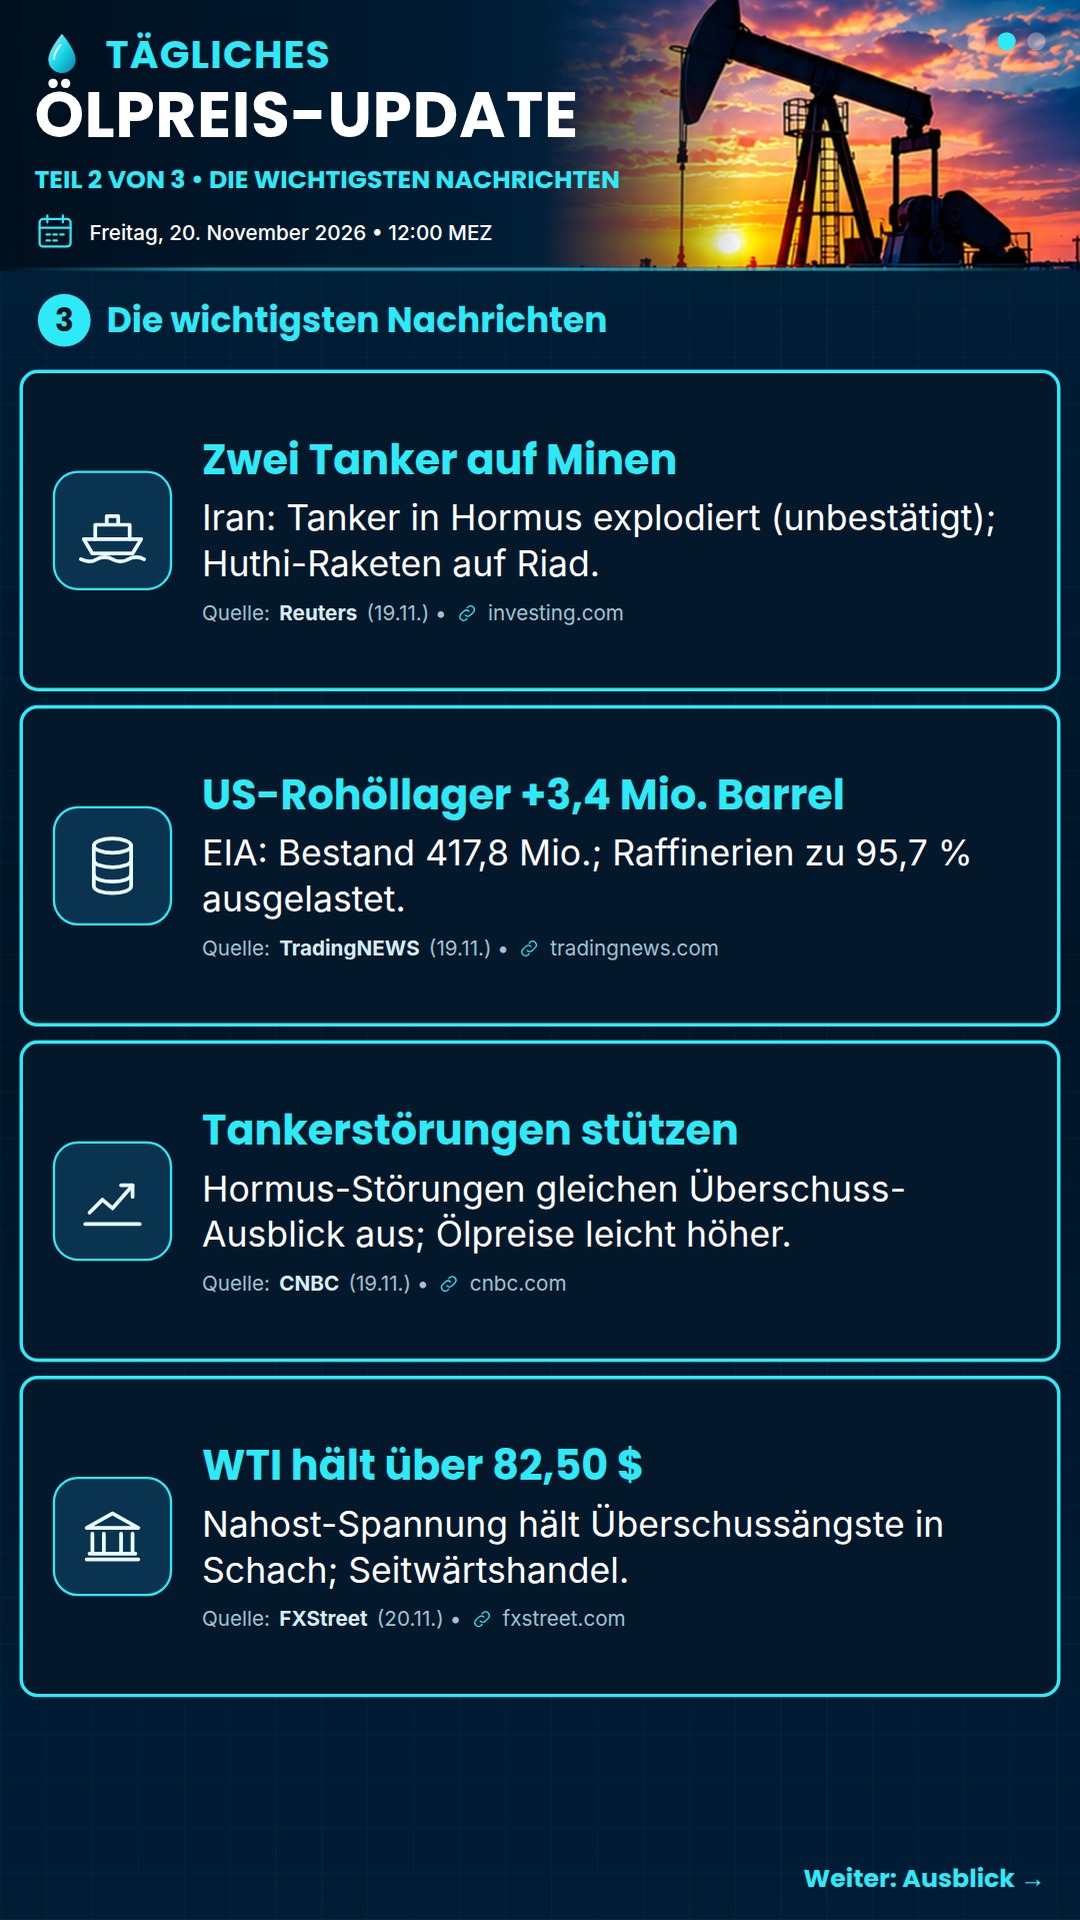 TÄGLICHES
ÖLPREIS-UPDATE
TEIL 2 VON 3 • DIE WICHTIGSTEN NACHRICHTEN
Freitag, 20. November 2026 • 12:00 MEZ
3 Die wichtigsten Nachrichten
Zwei Tanker auf Minen
Iran: Tanker in Hormus explodiert (unbestätigt);
Huthi-Raketen auf Riad.
Quelle: Reuters (19.11.) • investing.com
US-Rohöllager +3,4 Mio. Barrel
EIA: Bestand 417,8 Mio.; Raffinerien zu 95,7 %
ausgelastet.
Quelle: TradingNEWS (19.11.) • tradingnews.com
Tankerstörungen stützen
Hormus-Störungen gleichen Überschuss-
Ausblick aus; Ölpreise leicht höher.
Quelle: CNBC (19.11.) • cnbc.com
WTI hält über 82,50 $
Nahost-Spannung hält Überschussängste in
Schach; Seitwärtshandel.
Quelle: FXStreet (20.11.) • fxstreet.com
Weiter: Ausblick →